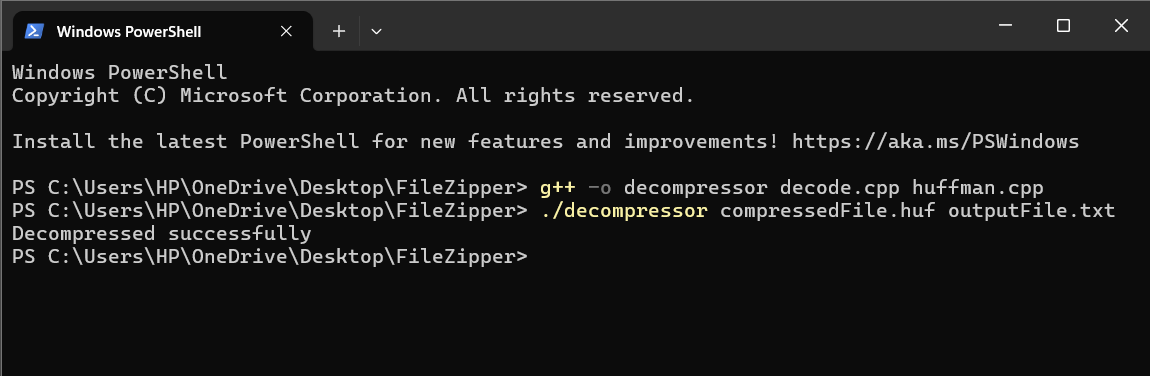 Windows PowerShell
Windows PowerShell
Copyright (C) Microsoft Corporation. All rights reserved.
Install the latest PowerShell for new features and improvements! https://aka.ms/PSWindows
PS C:\Users\HP\OneDrive\Desktop\FileZipper> g++ -o decompressor decode.cpp huffman.cpp
PS C:\Users\HP\OneDrive\Desktop\FileZipper> ./decompressor compressedFile.huf outputFile.txt
Decompressed successfully
PS C:\Users\HP\OneDrive\Desktop\FileZipper>